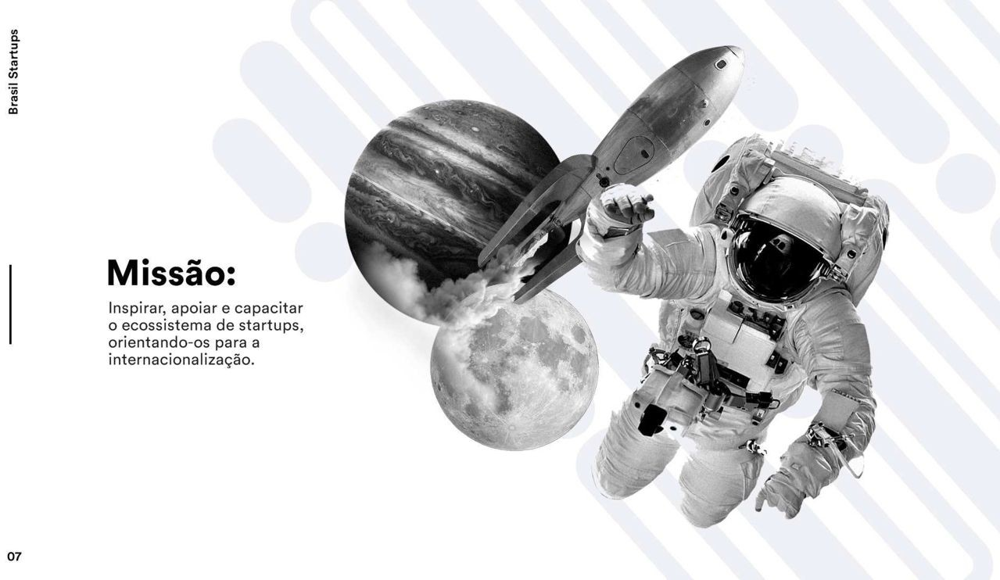 Brasil Startups
Missão:
Inspirar, apoiar e capacitar
o ecossistema de startups,
orientando-os para a
internacionalização.
07